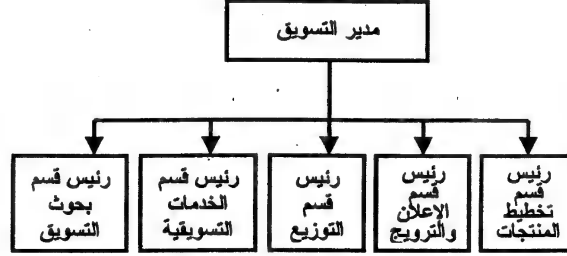 مدير التسويق
رئيس
قسم
تخطيط
المنتجات
رئيس
قسم
الإعلان
والترويج
رئيس
قسم
التوزيع
رئيس قسم
الخدمات
التسويقية
رئيس قسم
بحوث
التسويق